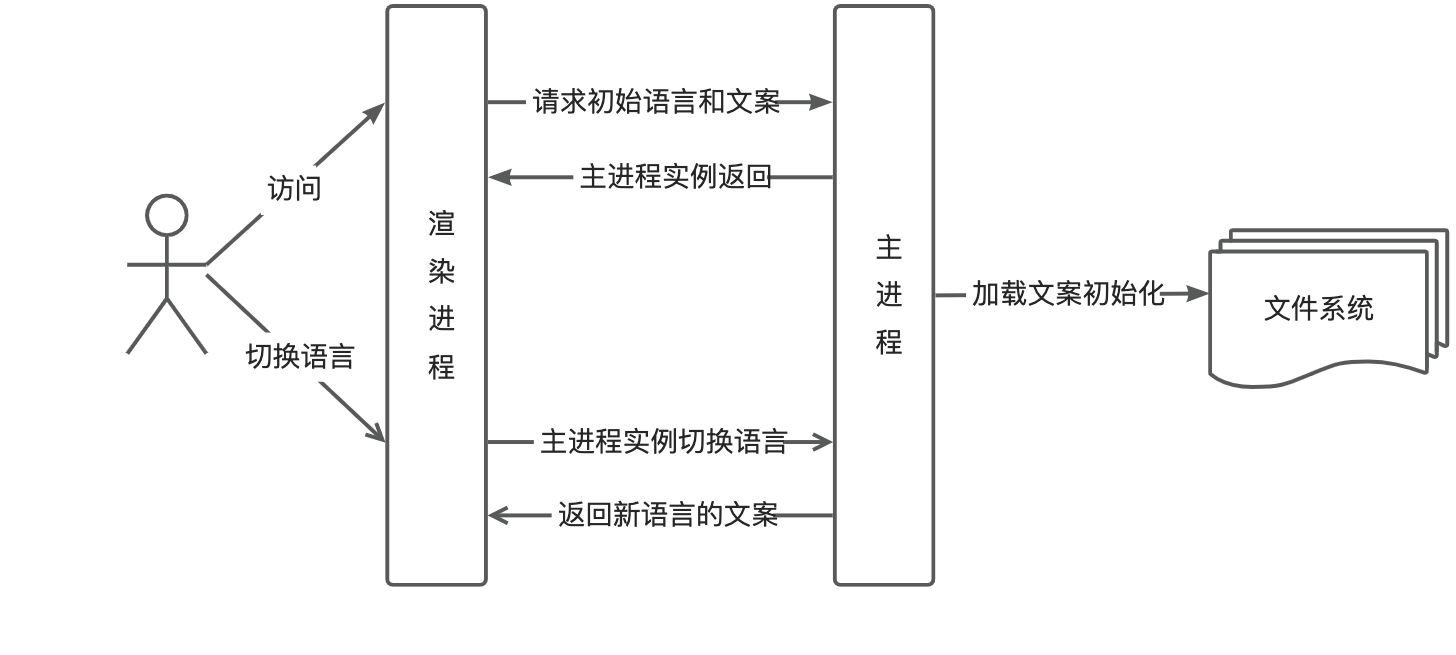 请求初始语言和文案
主进程实例返回
访问
渲染进程
主进程
加载文案初始化
文件系统
切换语言
主进程实例切换语言
返回新语言的文案